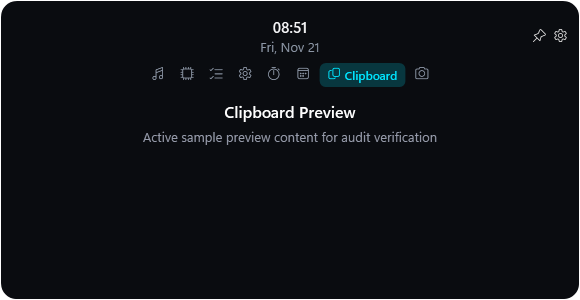 08:51
Fri, Nov 21
Clipboard
Clipboard Preview
Active sample preview content for audit verification